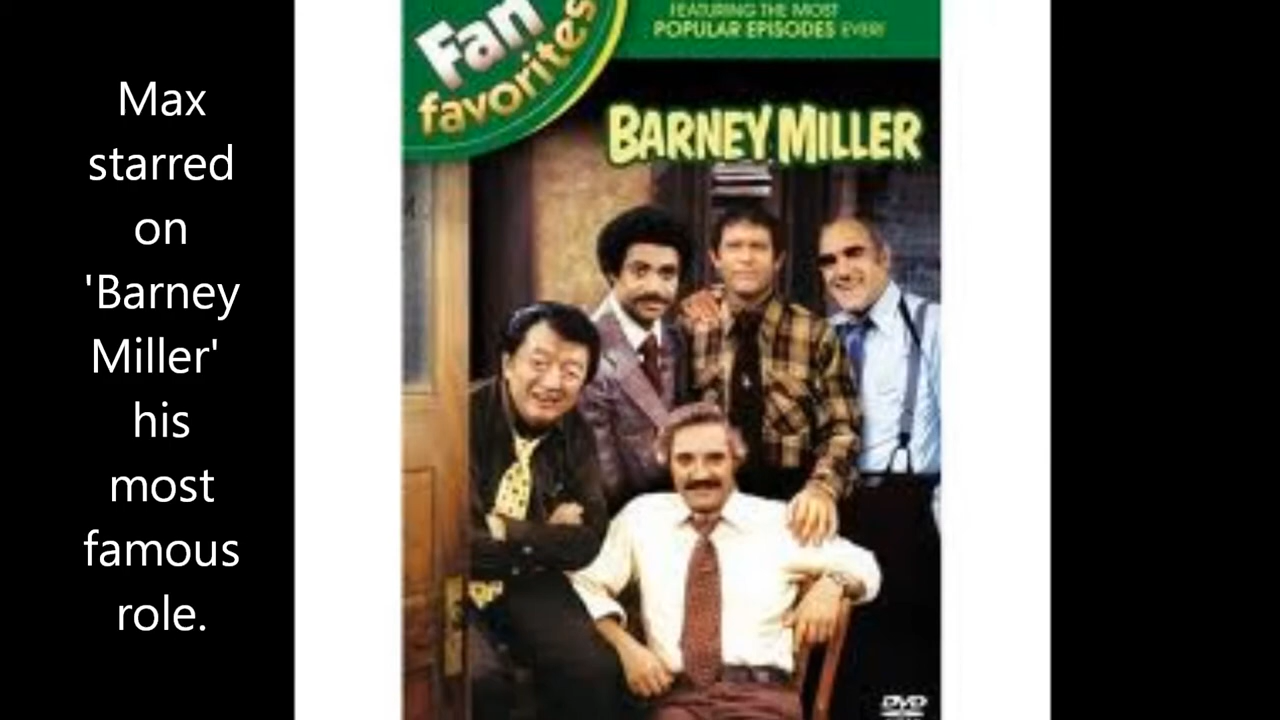 Max
starred
on
'Barney
Miller'
his
most
famous
role.
Fan
favorites
FEATURING THE MOST
POPULAR EPISODES EVER!
BARNEY MILLER
DVD